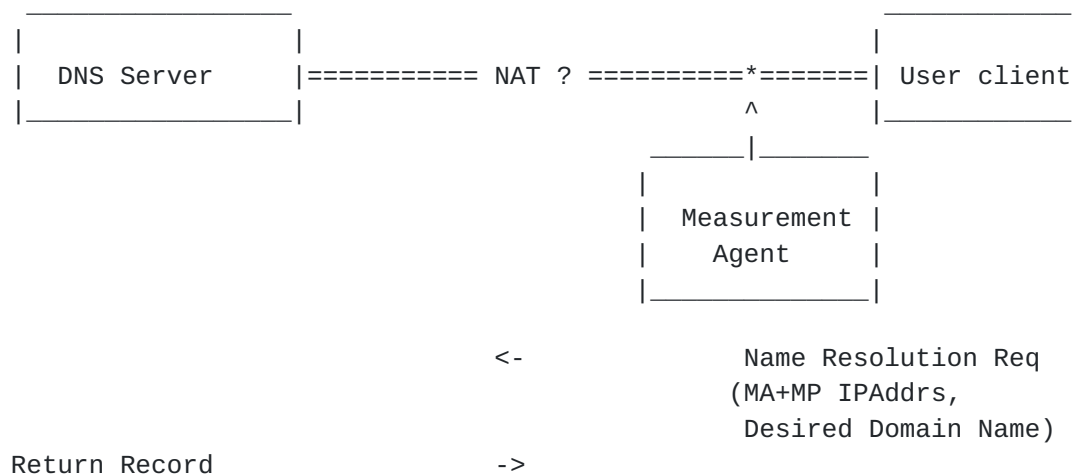 DNS Server =========== NAT ? ==========*=======| User client
^
Measurement
Agent
<- Name Resolution Req
(MA+MP IPAddrs,
Desired Domain Name)
Return Record ->